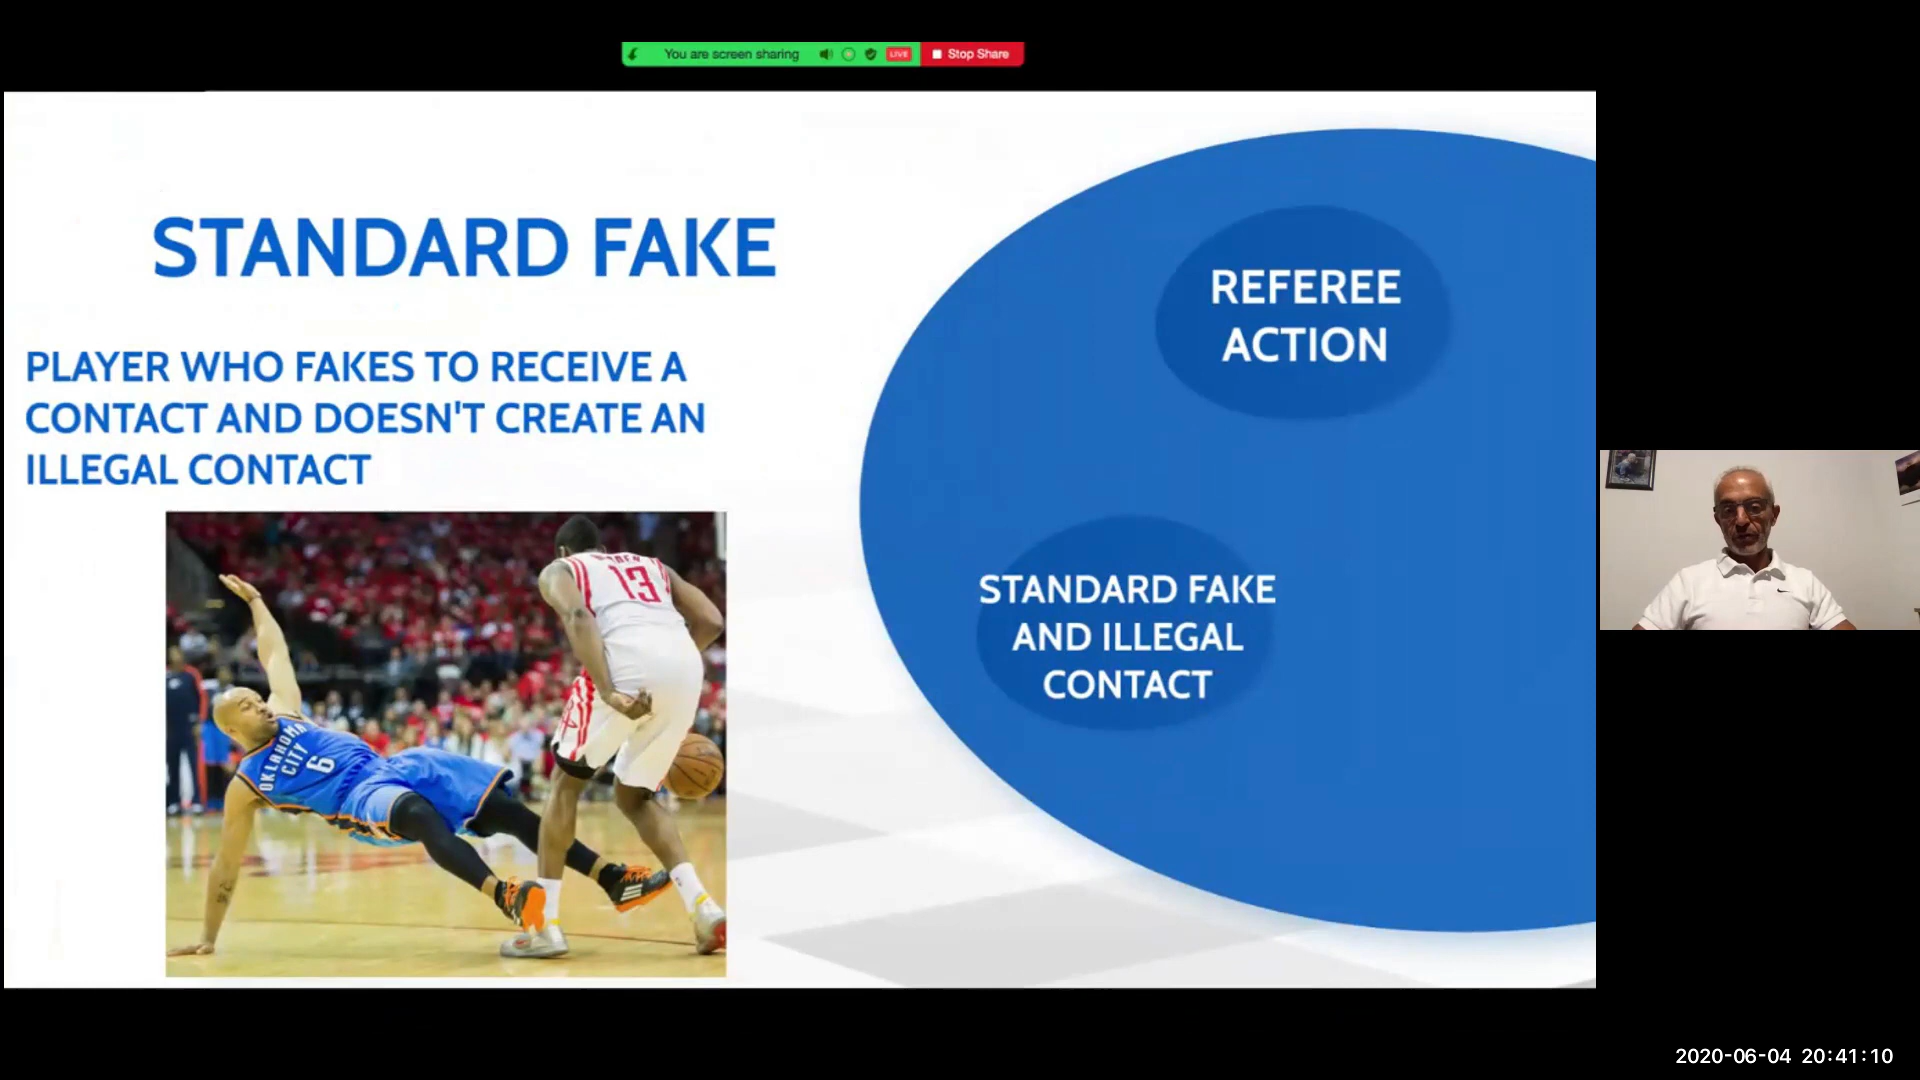 You are screen sharing
LIVE
Stop Share
STANDARD FAKE
PLAYER WHO FAKES TO RECEIVE A
CONTACT AND DOESN'T CREATE AN
ILLEGAL CONTACT
REFEREE
ACTION
STANDARD FAKE
AND ILLEGAL
CONTACT
13
OKLAHOMA
CITY
6
2020-06-04 20:41:10